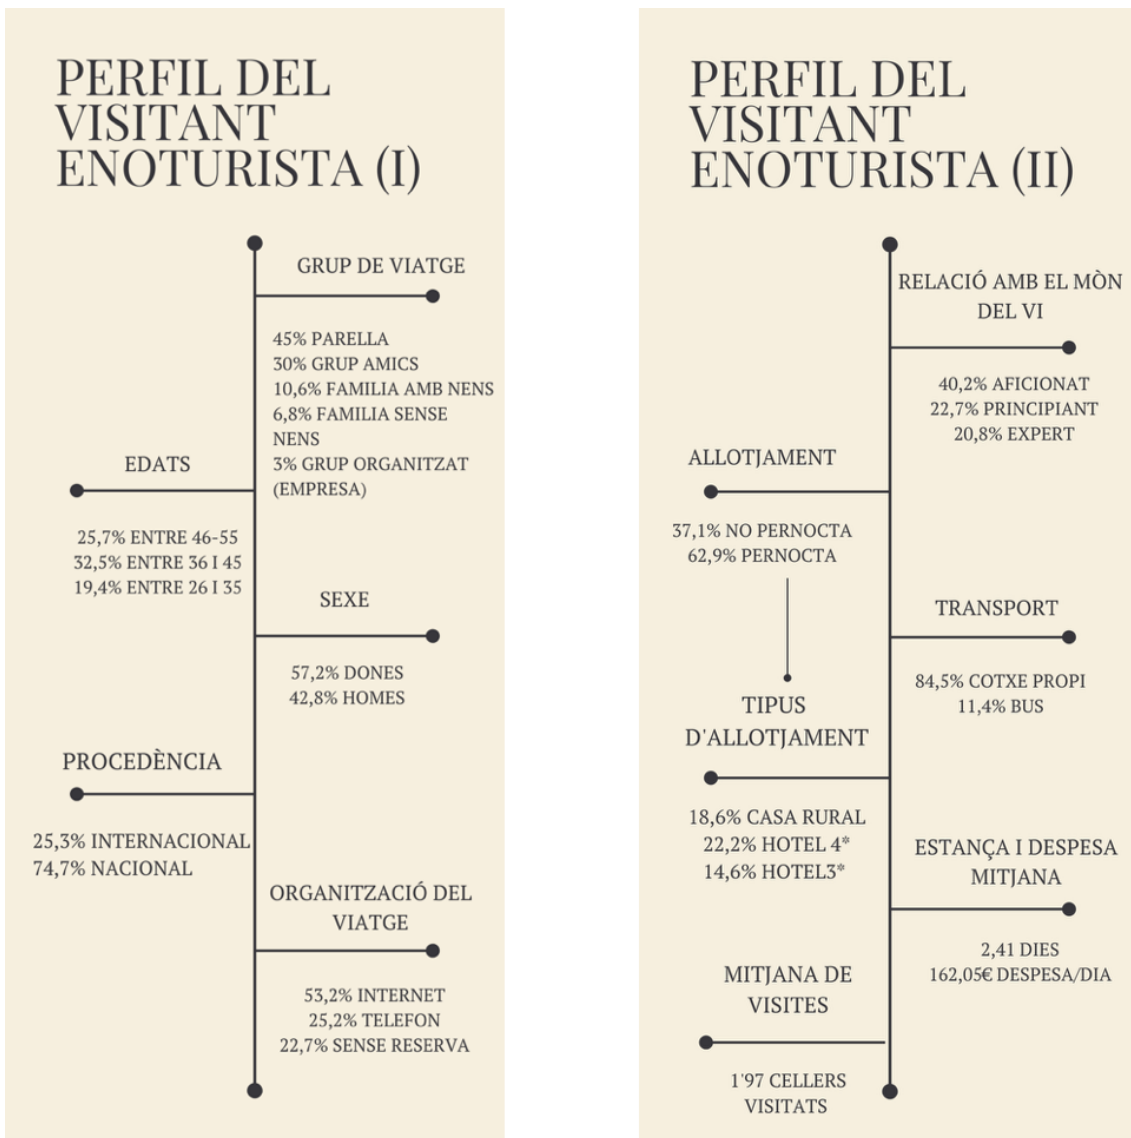 PERFIL DEL
VISITANT
ENOTURISTA (I)
GRUP DE VIATGE
45% PARELLA
30% GRUP AMICS
10,6% FAMILIA AMB NENS
6,8% FAMILIA SENSE
NENS
3% GRUP ORGANITZAT
(EMPRESA)
EDATS
25,7% ENTRE 46-55
32,5% ENTRE 36 I 45
19,4% ENTRE 26 I 35
SEXE
57,2% DONES
42,8% HOMES
PROCEDÈNCIA
25,3% INTERNACIONAL
74,7% NACIONAL
ORGANITZACIÓ DEL
VIATGE
53,2% INTERNET
25,2% TELEFON
22,7% SENSE RESERVA
PERFIL DEL
VISITANT
ENOTURISTA (II)
RELACIÓ AMB EL MÒN
DEL VI
40,2% AFICIONAT
22,7% PRINCIPIANT
20,8% EXPERT
ALLOTJAMENT
37,1% NO PERNOCTA
62,9% PERNOCTA
TRANSPORT
84,5% COTXE PROPI
11,4% BUS
TIPUS
D'ALLOTJAMENT
18,6% CASA RURAL
22,2% HOTEL 4*
14,6% HOTEL3*
ESTANÇA I DESPESA
MITJANA
2,41 DIES
162,05€ DESPESA/DIA
MITJANA DE
VISITES
1'97 CELLERS
VISITATS